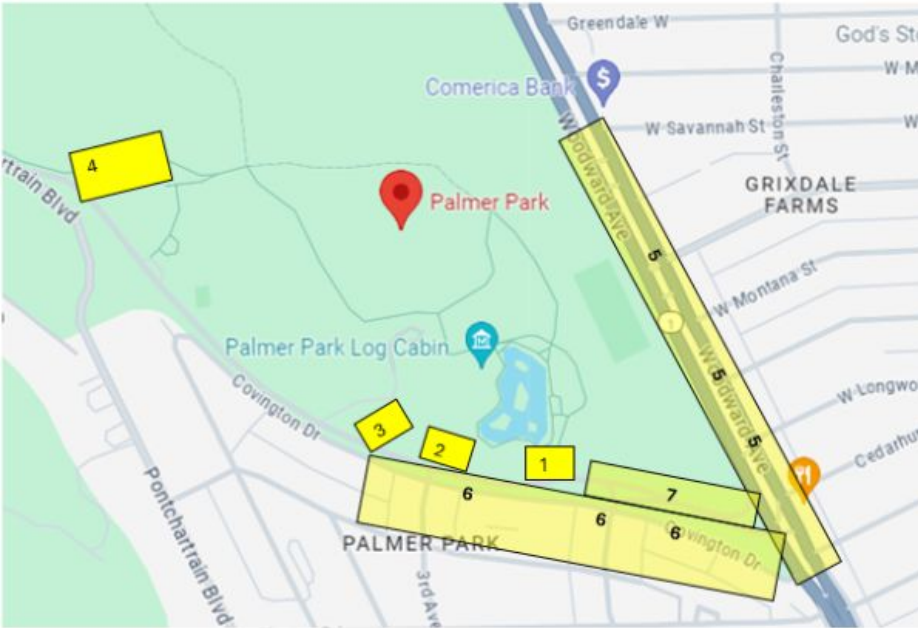 Greendale W
God's St
W M
Comerica Bank
$
Charleston St
W Savannah St
W
Woodward Ave
4
rtrain Blvd
GRIXDALE
FARMS
Palmer Park
5
W Montana St
1
Palmer Park Log Cabin
Woodward Ave
5
W Longwo
Covington Dr
3
2
5
Cedarhu
1
Pontchartrain Blvd
6
7
6
6
Covington Dr
PALMER PARK
3rd Ave